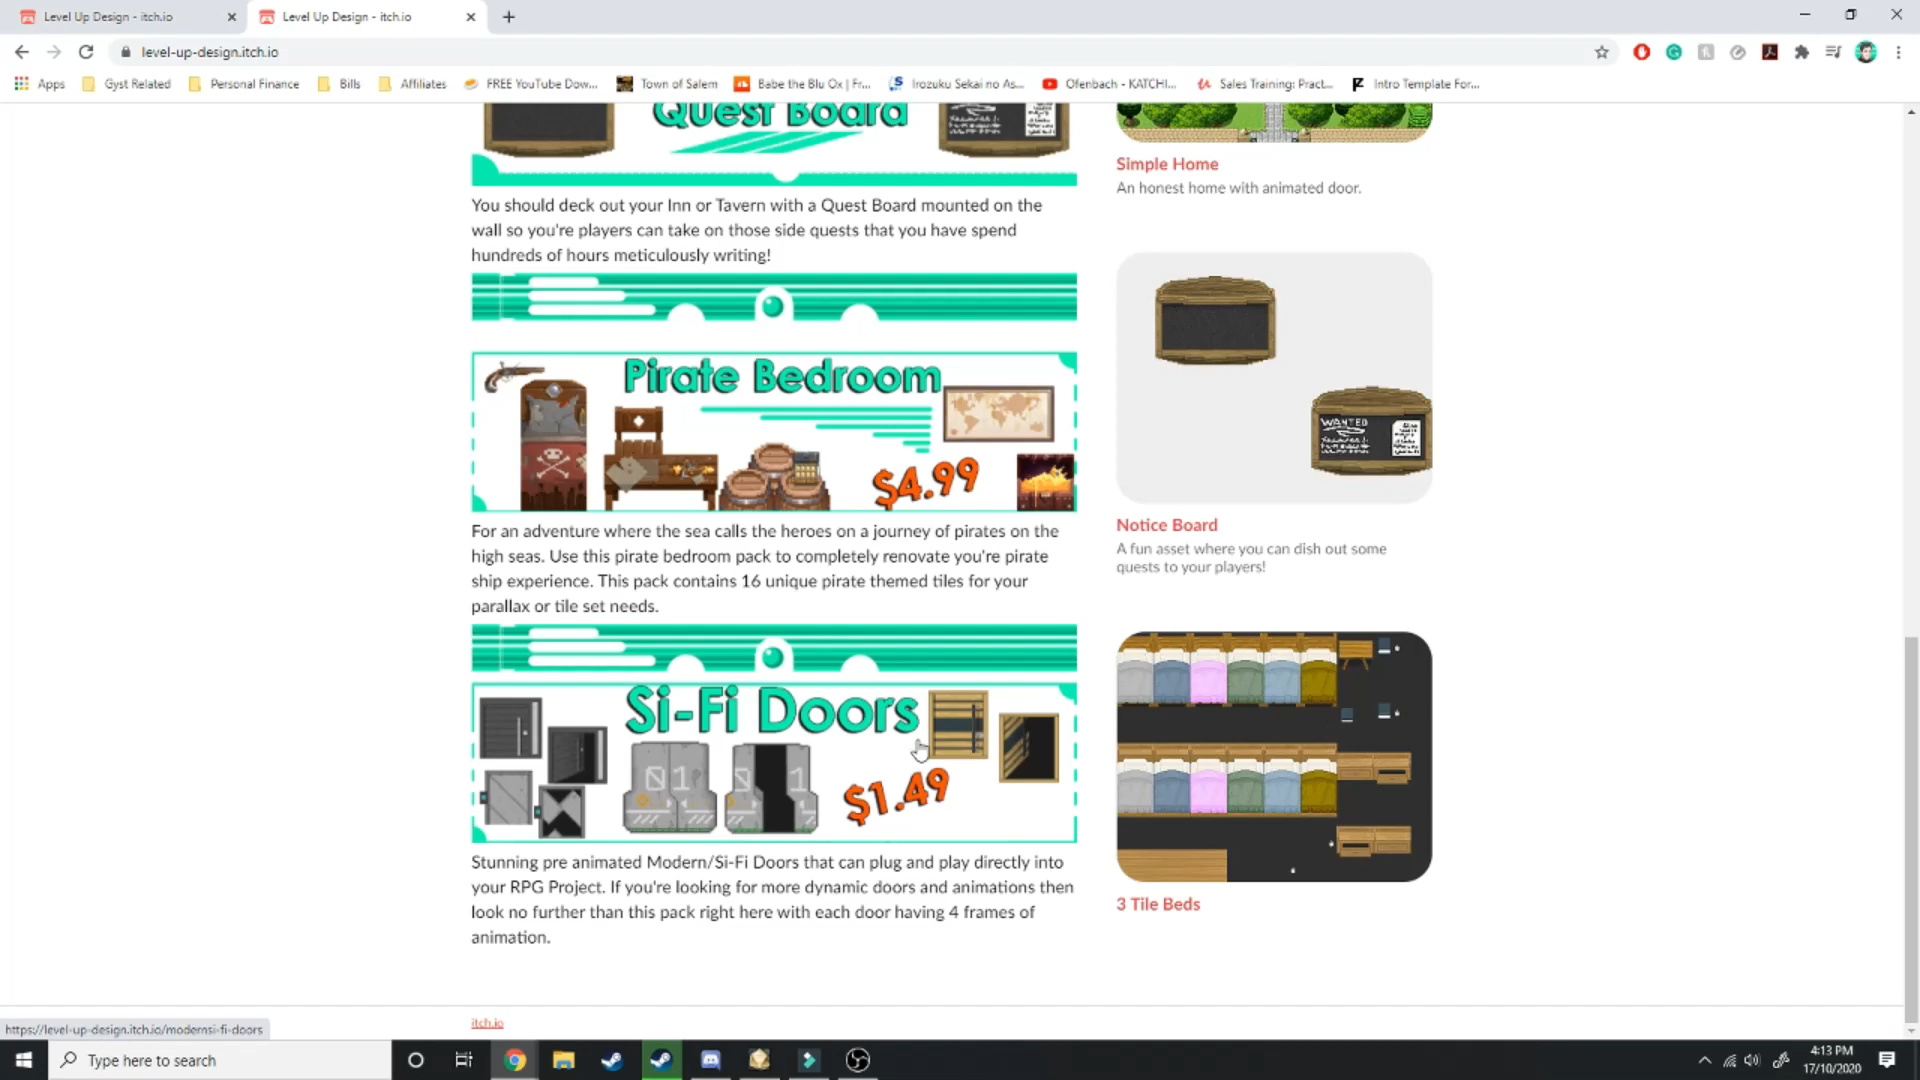 Level Up Design - itch.io
Level Up Design - itch.io
level-up-design.itch.io
Apps
Gyst Related
Personal Finance
Bills
Affiliates
FREE YouTube Dow...
Town of Salem
Babe the Blu Ox | Fr...
Irozuku Sekai no As...
Ofenbach - KATCHI...
Sales Training: Pract...
Intro Template For...
Quest Board
You should deck out your Inn or Tavern with a Quest Board mounted on the
wall so you're players can take on those side quests that you have spend
hundreds of hours meticulously writing!
Pirate Bedroom
$4.99
For an adventure where the sea calls the heroes on a journey of pirates on the
high seas. Use this pirate bedroom pack to completely renovate you're pirate
ship experience. This pack contains 16 unique pirate themed tiles for your
parallax or tile set needs.
Si-Fi Doors
01
0 1
$1.49
Stunning pre animated Modern/Si-Fi Doors that can plug and play directly into
your RPG Project. If you're looking for more dynamic doors and animations then
look no further than this pack right here with each door having 4 frames of
animation.
Simple Home
An honest home with animated door.
WANTED
Notice Board
A fun asset where you can dish out some
quests to your players!
3 Tile Beds
itch.io
https://level-up-design.itch.io/modernsi-fi-doors
Type here to search
4:13 PM
17/10/2020